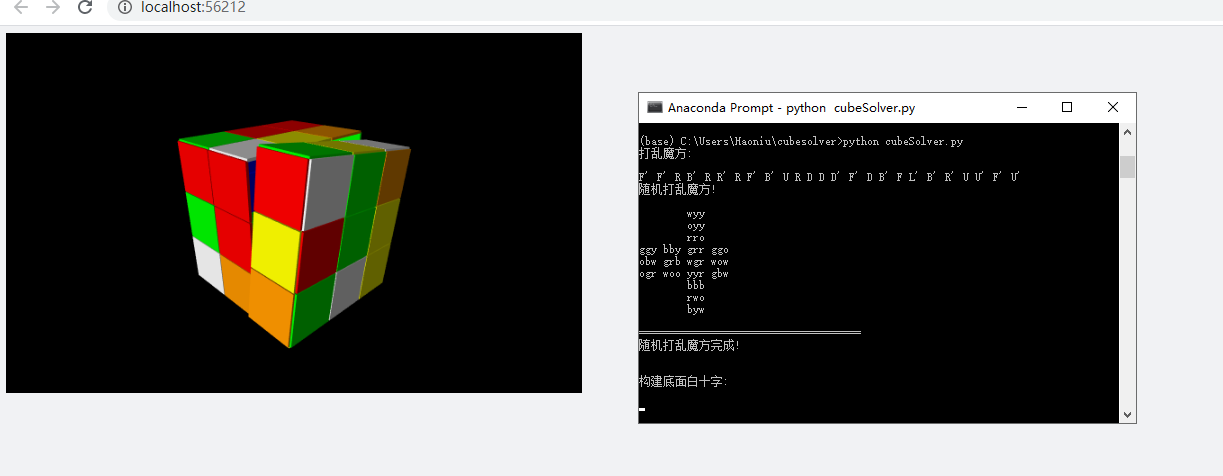 localhost:56212
Anaconda Prompt - python cubeSolver.py
(base) C:\Users\Haoniu\cubesolver>python cubeSolver.py
打乱魔方:
F' F' R B' R R' R F' B' U R D D D' F' D B' F L' B' R' U U' F' U'
随机打乱魔方!
wyy
oyy
rro
ggy bby grr ggo
obw grb wgr wow
ogr woo yyr gbw
bbb
rwo
byw
随机打乱魔方完成!
构建底面白十字: